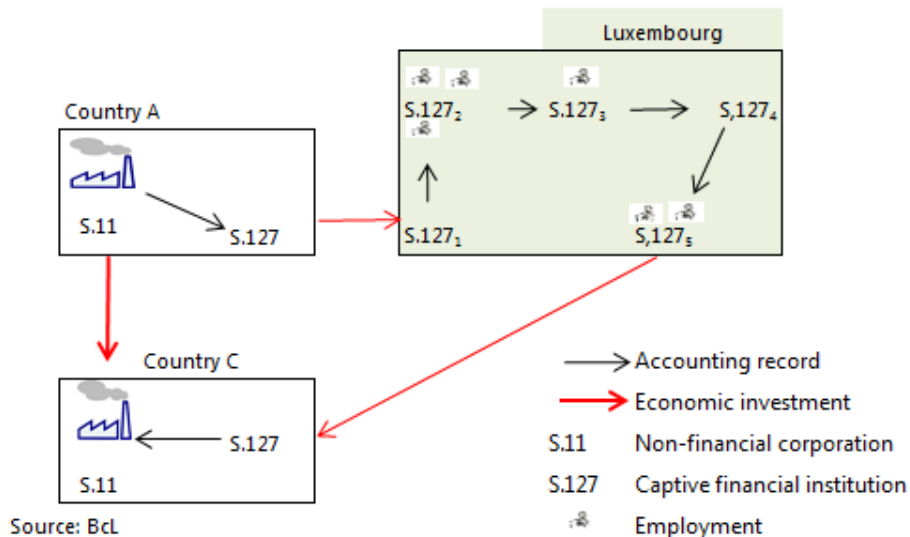 Luxembourg
S.127₂
S.127₃
S,127₄
S.127₁
S,127₅
Country A
S.11
S.127
Country C
S.127
S.11
Accounting record
Economic investment
S.11 Non-financial corporation
S.127 Captive financial institution
Employment
Source: BcL